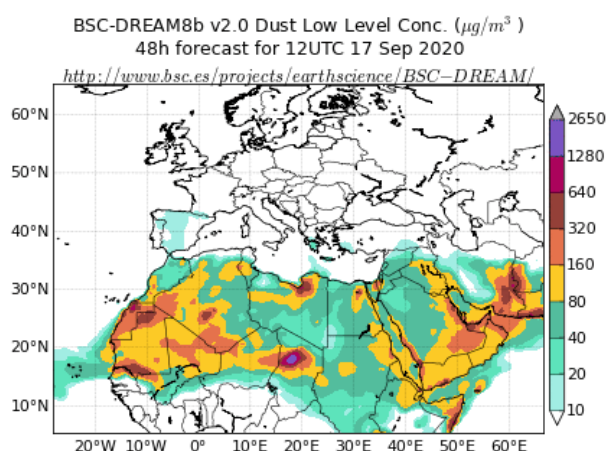 BSC-DREAM8b v2.0 Dust Low Level Conc. (μg/m³ )
48h forecast for 12UTC 17 Sep 2020
http://www.bsc.es/projects/earthscience/BSC−DREAM/
60°N
50°N
40°N
30°N
20°N
10°N
20°W 10°W 0° 10°E 20°E 30°E 40°E 50°E 60°E
2650
1280
640
320
160
80
40
20
10